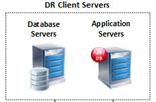 DR Client Servers
Database Application
Servers Servers